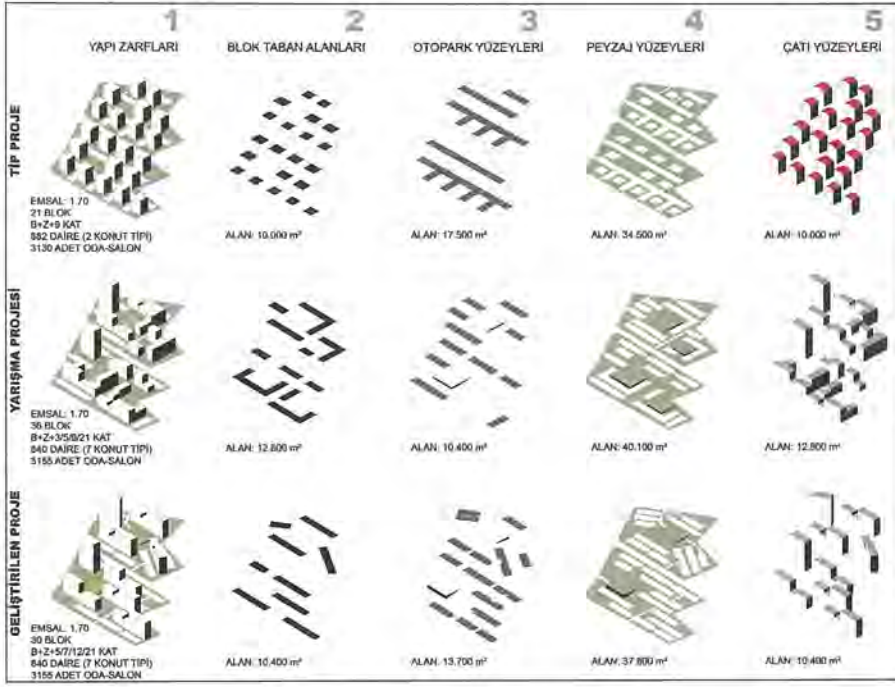 1 2 3 4 5
YAPI ZARFLARI BLOK TABAN ALANLARI OTOPARK YÜZEYLERİ PEYZAJ YÜZEYLERİ ÇATI YÜZEYLERİ
TİP PROJE
EMSAL: 1.70
21 BLOK
B+Z+9 KAT
882 DAİRE (2 KONUT TİPİ)
3130 ADET ODA-SALON
ALAN: 10.000 m²
ALAN: 17.500 m²
ALAN: 34.500 m²
ALAN: 10.000 m²
YARIŞMA PROJESİ
EMSAL: 1.70
36 BLOK
B+Z+3/5/8/21 KAT
840 DAİRE (7 KONUT TİPİ)
3155 ADET ODA-SALON
ALAN: 12.800 m²
ALAN: 10.400 m²
ALAN: 40.100 m²
ALAN: 12.800 m²
GELİŞTİRİLEN PROJE
EMSAL: 1.70
30 BLOK
B+Z+5/7/12/21 KAT
840 DAİRE (7 KONUT TİPİ)
3155 ADET ODA-SALON
ALAN: 10.400 m²
ALAN: 13.700 m²
ALAN: 37.800 m²
ALAN: 10.400 m²